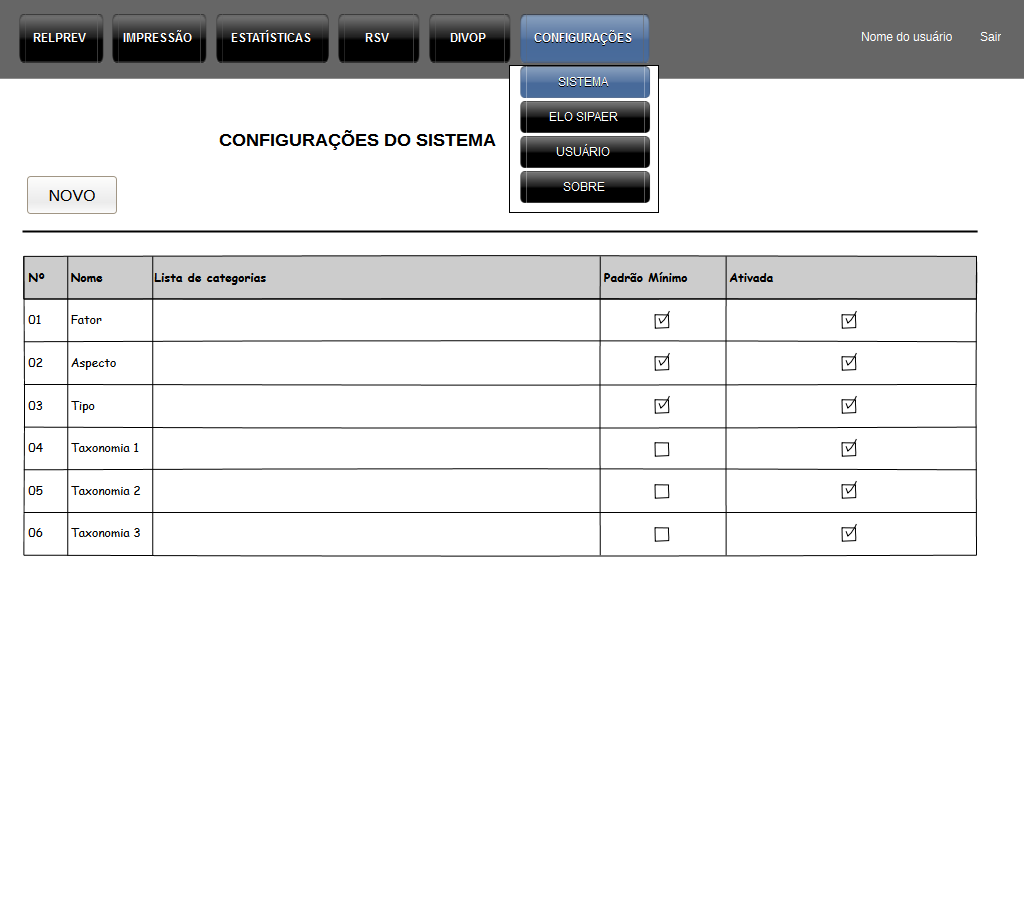 RELPREV IMPRESSÃO ESTATÍSTICAS RSV DIVOP CONFIGURAÇÕES Nome do usuário Sair
SISTEMA
ELO SIPAER
USUÁRIO
SOBRE
CONFIGURAÇÕES DO SISTEMA
NOVO
Nº Nome Lista de categorias Padrão Mínimo Ativada
01 Fator
02 Aspecto
03 Tipo
04 Taxonomia 1
05 Taxonomia 2
06 Taxonomia 3